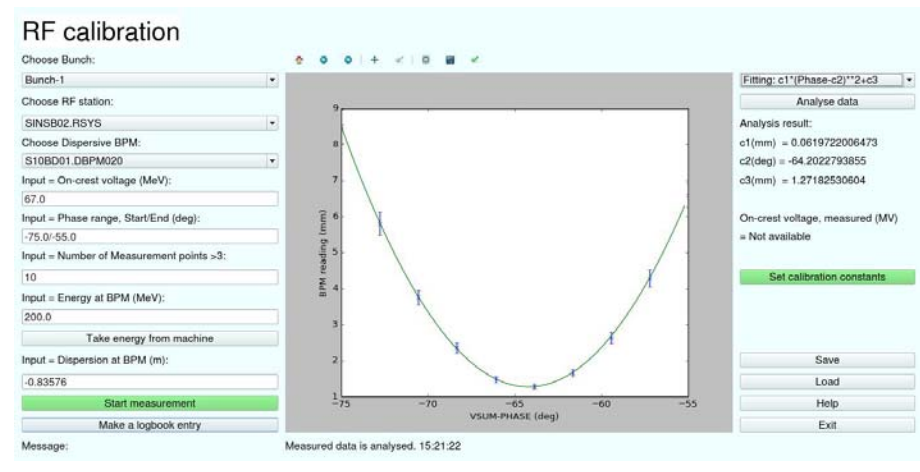 RF calibration
Choose Bunch:
Bunch-1
Choose RF station:
SINSB02.RSYS
Choose Dispersive BPM:
S10BD01.DBPM020
Input = On-crest voltage (MeV):
67.0
Input = Phase range, Start/End (deg):
-75.0/-55.0
Input = Number of Measurement points >3:
10
Input = Energy at BPM (MeV):
200.0
Take energy from machine
Input = Dispersion at BPM (m):
-0.83576
Start measurement
Make a logbook entry
Message:
9
8
7
6
5
4
3
2
1
BPM reading (mm)
−75 −70 −65 −60 −55
VSUM-PHASE (deg)
Measured data is analysed. 15:21:22
Fitting: c1*(Phase-c2)**2+c3
Analyse data
Analysis result:
c1(mm) = 0.0619722006473
c2(deg) = -64.2022793855
c3(mm) = 1.27182530604
On-crest voltage, measured (MV)
= Not available
Set calibration constants
Save
Load
Help
Exit